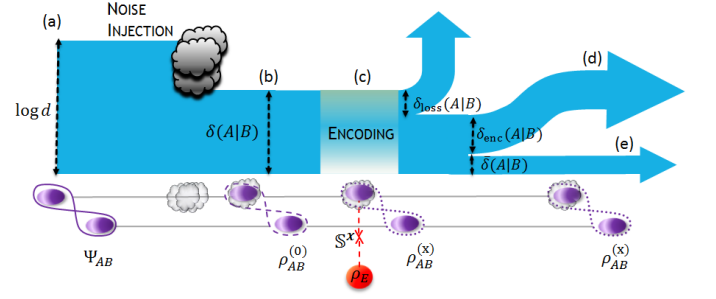 (a)
NOISE
INJECTION
log d
(b)
δ(A|B)
(c)
ENCODING
δ_loss(A|B)
(d)
δ_enc(A|B)
(e)
δ̃(A|B)
Ψ_AB
ρ_AB^(0)
𝕊^x
ρ_E
ρ_AB^(x)
ρ_AB^(x)